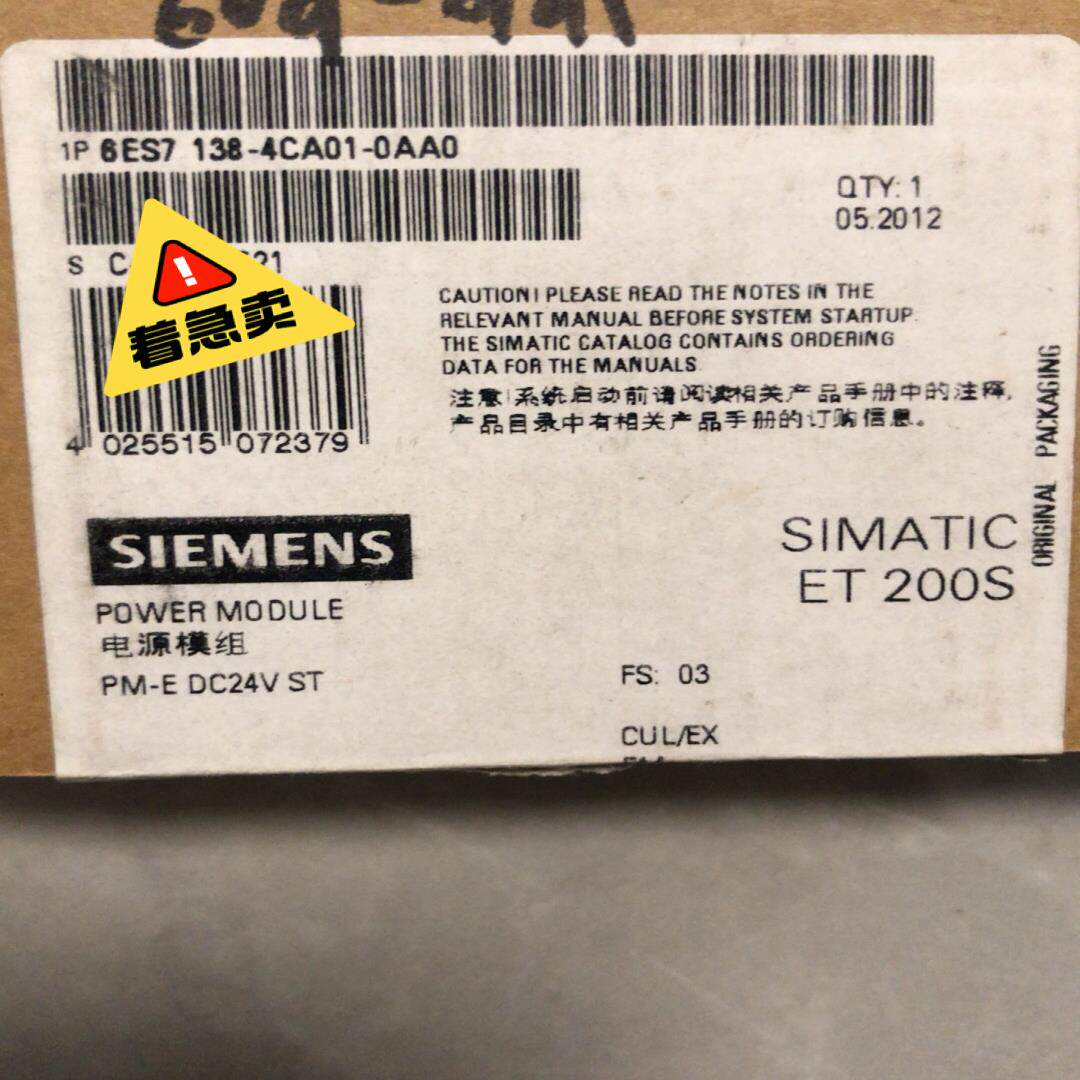 1P 6ES7 138-4CA01-0AA0
QTY: 1
05.2012
S C- 21
着急卖
4 025515 072379
CAUTION! PLEASE READ THE NOTES IN THE
RELEVANT MANUAL BEFORE SYSTEM STARTUP.
THE SIMATIC CATALOG CONTAINS ORDERING
DATA FOR THE MANUALS.
注意!系统启动前请阅读相关产品手册中的注释,
产品目录中有相关产品手册的订购信息。
ORIGINAL PACKAGING
SIEMENS
SIMATIC
ET 200S
POWER MODULE
电源模组
PM-E DC24V ST
FS: 03
CUL/EX